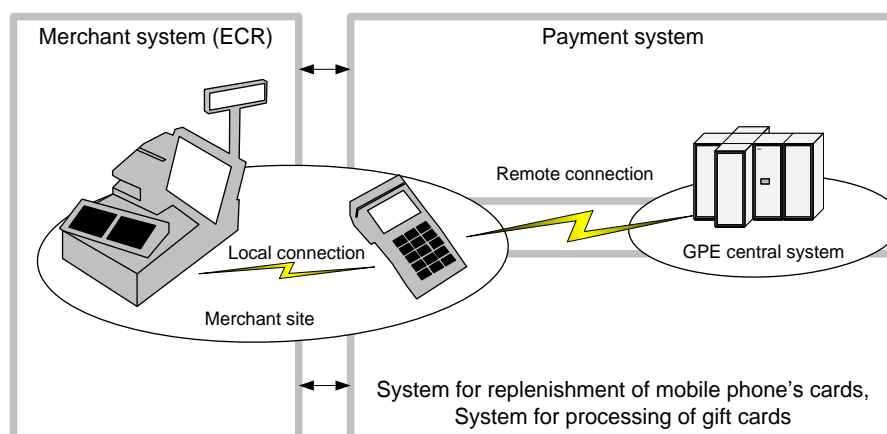 Merchant system (ECR)
Payment system
Remote connection
Local connection
GPE central system
Merchant site
System for replenishment of mobile phone's cards,
System for processing of gift cards